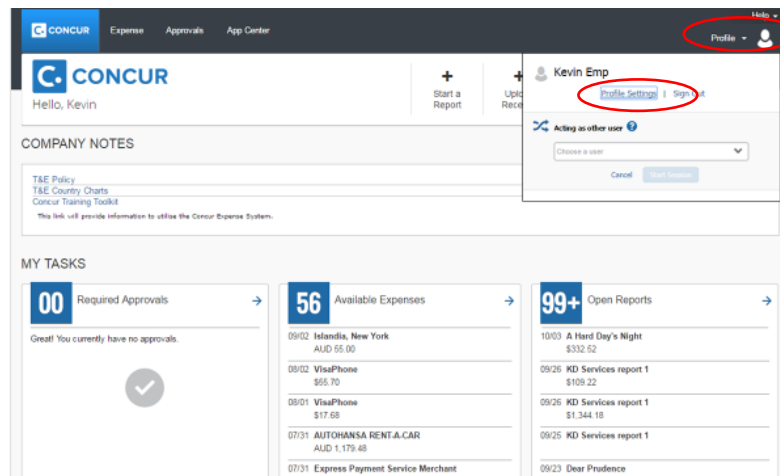 Help
C. CONCUR Expense Approvals App Center
Profile
C. CONCUR
Hello, Kevin
+
Start a
Report
+
Kevin Emp
Profile Settings | Sign Out
Acting as other user ?
Choose a user
Cancel Start Session
COMPANY NOTES
T&E Policy
T&E Country Charts
Concur Training Toolkit
This link will provide information to utilise the Concur Expense System.
MY TASKS
00 Required Approvals
Great! You currently have no approvals.
56 Available Expenses
09/02 Islandia, New York
AUD 55.00
08/02 VisaPhone
$55.70
08/01 VisaPhone
$17.68
07/31 AUTOHANSA RENT-A-CAR
AUD 1,179.48
07/31 Express Payment Service Merchant
99+ Open Reports
10/03 A Hard Day's Night
$332.52
09/26 KD Services report 1
$109.22
09/26 KD Services report 1
$1,344.18
09/25 KD Services report 1
09/23 Dear Prudence